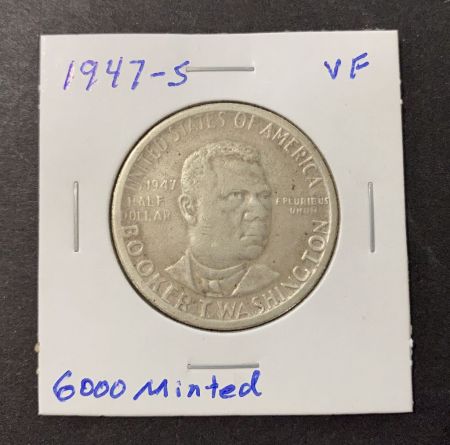 1947-S VF
UNITED STATES OF AMERICA
1947
HALF
DOLLAR
E PLURIBUS
UNUM
BOOKER T. WASHINGTON
6000 Minted